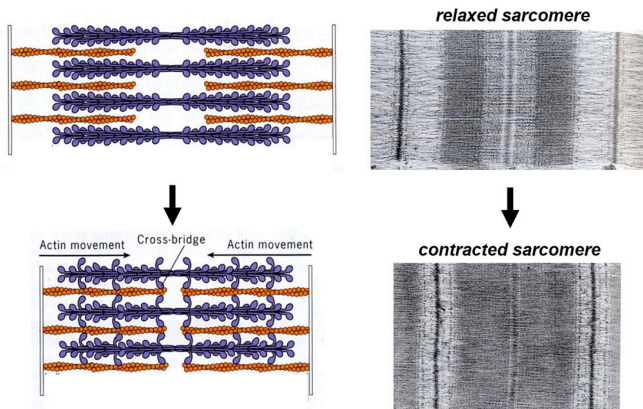 relaxed sarcomere
Actin movement
Cross-bridge
Actin movement
contracted sarcomere